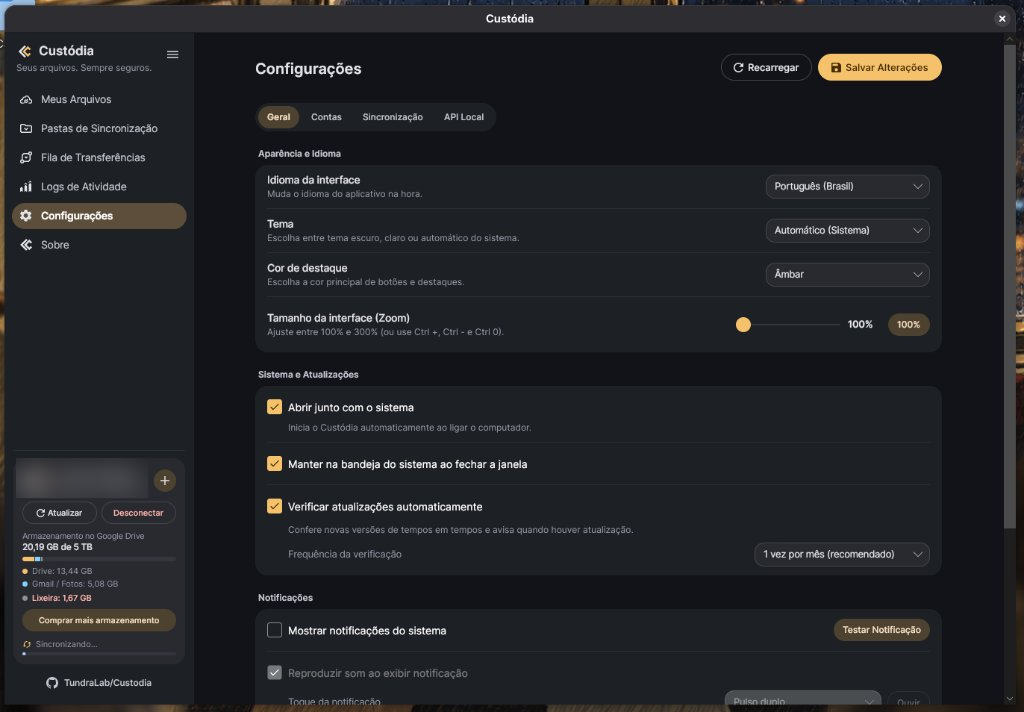 Custódia
Custódia
Seus arquivos. Sempre seguros.
Meus Arquivos
Pastas de Sincronização
Fila de Transferências
Logs de Atividade
Configurações
Sobre
Atualizar
Desconectar
Armazenamento no Google Drive
20,19 GB de 5 TB
Drive: 13,44 GB
Gmail / Fotos: 5,08 GB
Lixeira: 1,67 GB
Comprar mais armazenamento
Sincronizando...
TundraLab/Custodia
Configurações
Recarregar
Salvar Alterações
Geral
Contas
Sincronização
API Local
Aparência e Idioma
Idioma da interface
Muda o idioma do aplicativo na hora.
Português (Brasil)
Tema
Escolha entre tema escuro, claro ou automático do sistema.
Automático (Sistema)
Cor de destaque
Escolha a cor principal de botões e destaques.
Âmbar
Tamanho da interface (Zoom)
Ajuste entre 100% e 300% (ou use Ctrl +, Ctrl - e Ctrl 0).
100%
100%
Sistema e Atualizações
Abrir junto com o sistema
Inicia o Custódia automaticamente ao ligar o computador.
Manter na bandeja do sistema ao fechar a janela
Verificar atualizações automaticamente
Confere novas versões de tempos em tempos e avisa quando houver atualização.
Frequência da verificação
1 vez por mês (recomendado)
Notificações
Mostrar notificações do sistema
Testar Notificação
Reproduzir som ao exibir notificação
Toque da notificação
Pulso duplo
Ouvir